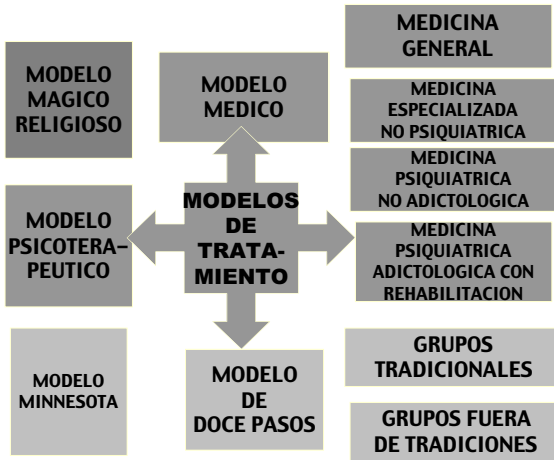 MODELO
MAGICO
RELIGIOSO
MODELO
MEDICO
MEDICINA
GENERAL
MEDICINA
ESPECIALIZADA
NO PSIQUIATRICA
MODELO
PSICOTERA-
PEUTICO
MODELOS
DE
TRATA-
MIENTO
MEDICINA
PSIQUIATRICA
NO ADICTOLOGICA
MEDICINA
PSIQUIATRICA
ADICTOLOGICA CON
REHABILITACION
MODELO
MINNESOTA
MODELO
DE
DOCE PASOS
GRUPOS
TRADICIONALES
GRUPOS FUERA
DE TRADICIONES